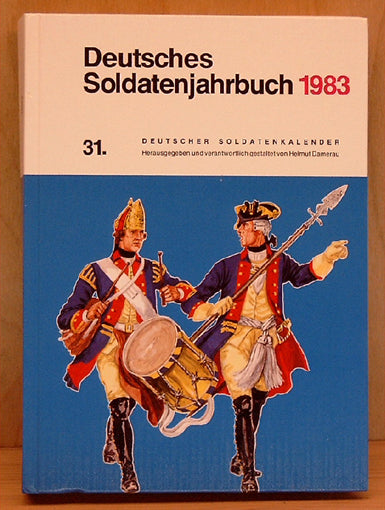 Deutsches
Soldatenjahrbuch 1983
31. DEUTSCHER SOLDATENKALENDER
Herausgegeben und verantwortlich gestaltet von Helmut Damerau